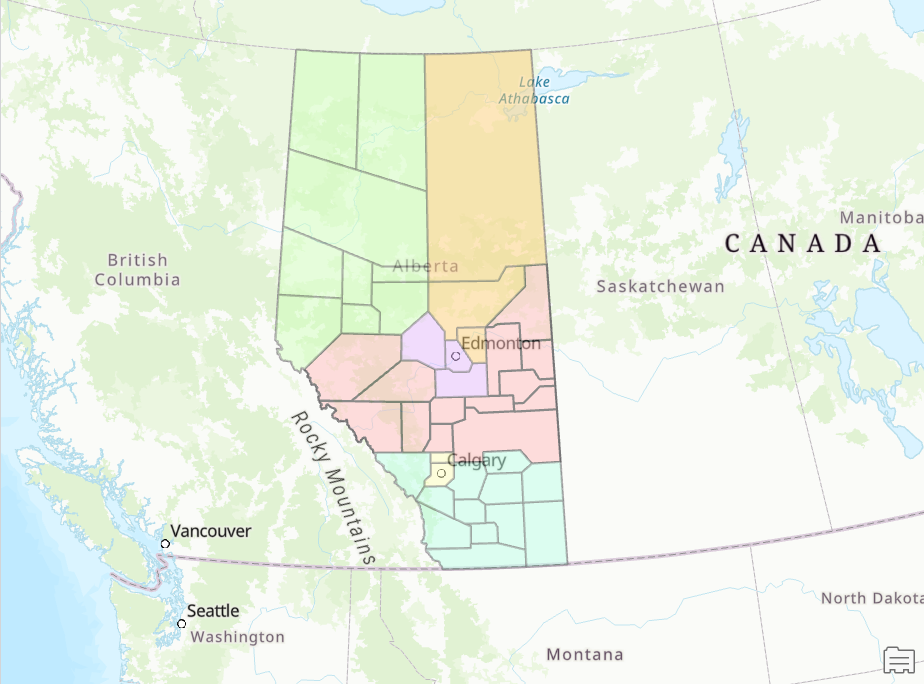 Lake
Athabasca
Manitoba
CANADA
British
Columbia
Alberta
Saskatchewan
Edmonton
Rocky Mountains
Calgary
Vancouver
Seattle
Washington
North Dakota
Montana